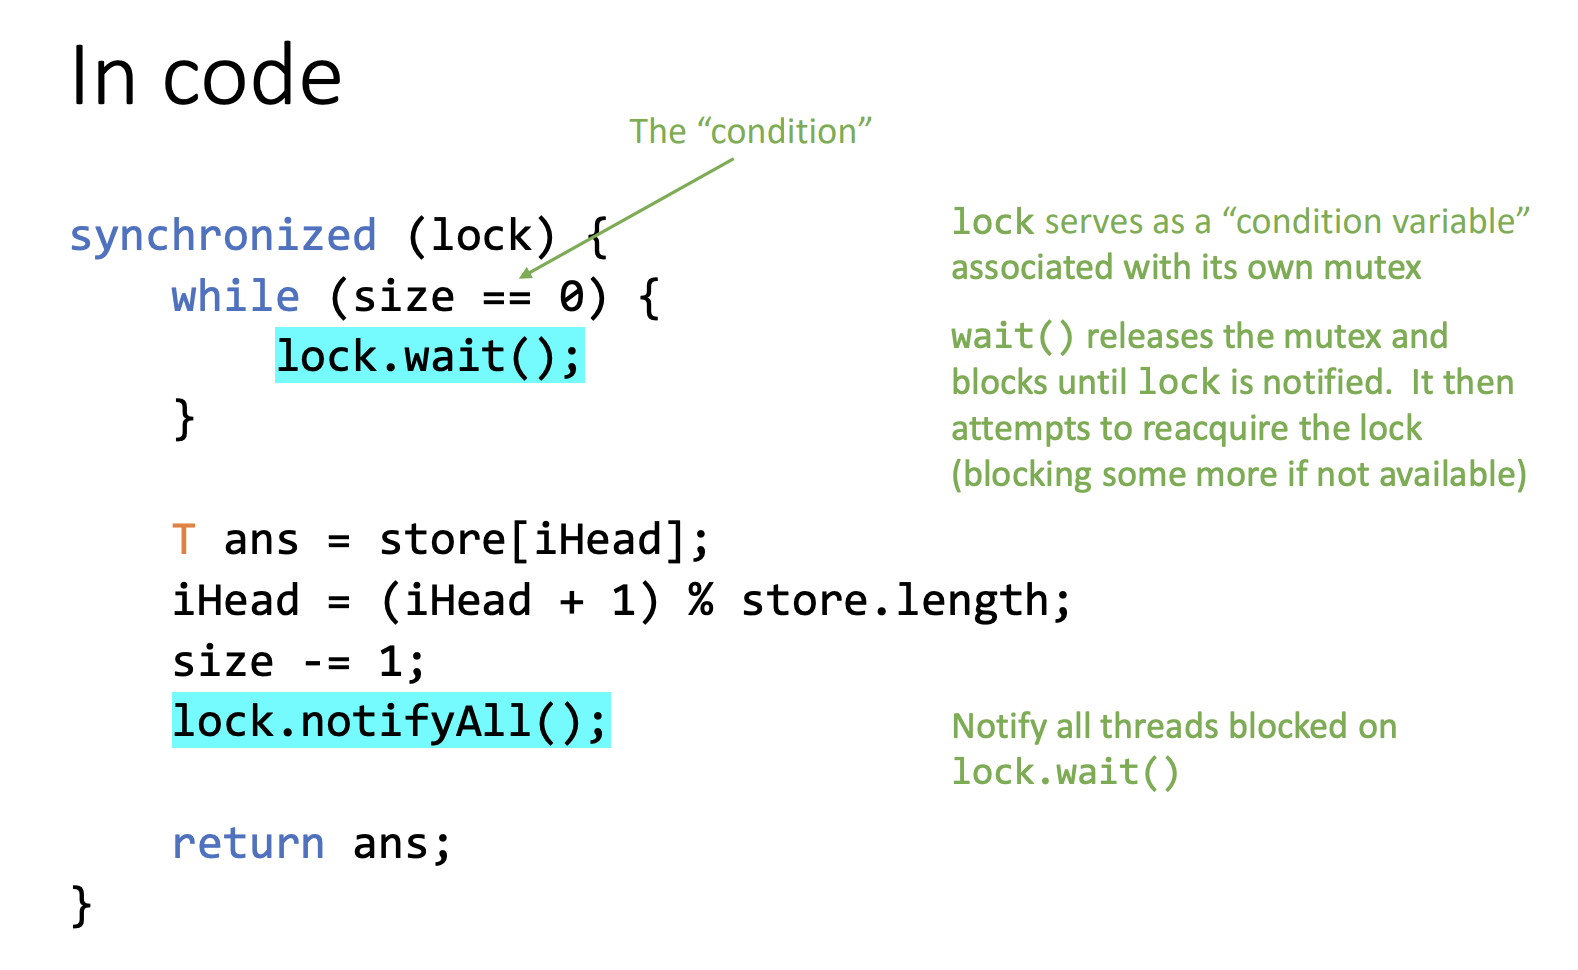 In code
The “condition”
synchronized (lock) {
    while (size == 0) {
        lock.wait();
    }
    T ans = store[iHead];
    iHead = (iHead + 1) % store.length;
    size -= 1;
    lock.notifyAll();
    return ans;
}
lock serves as a “condition variable”
associated with its own mutex
wait() releases the mutex and
blocks until lock is notified.  It then
attempts to reacquire the lock
(blocking some more if not available)
Notify all threads blocked on
lock.wait()